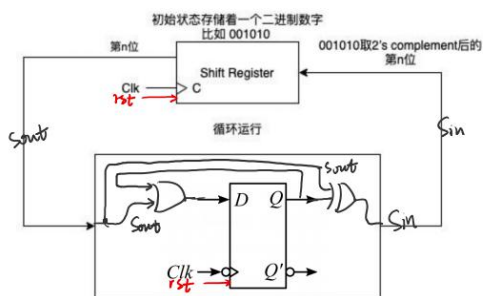 初始状态存储着一个二进制数字
比如 001010
第n位
001010取2's complement后的
第n位
Shift Register
Clk
C
rst
Sout
Sin
循环运行
Sout
Sout
D
Q
Sin
Clk
Q'
rst